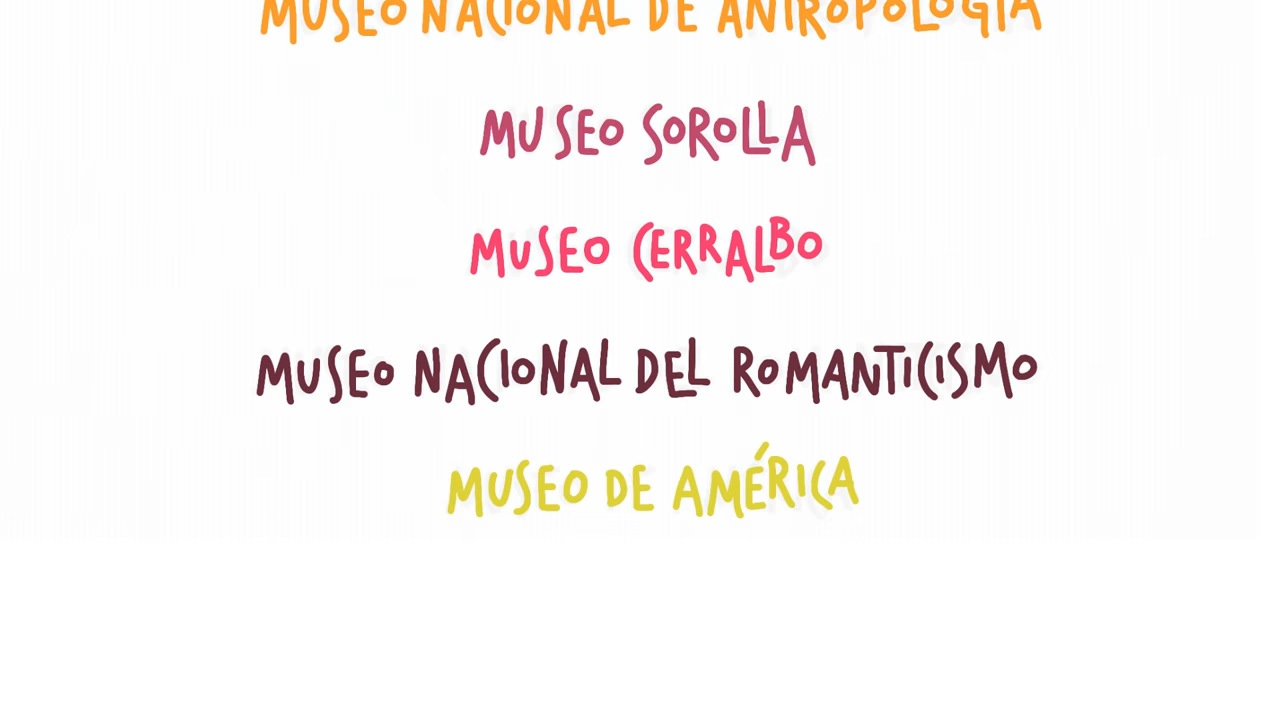 MUSEO NACIONAL DE ANTROPOLOGÍA
MUSEO SOROLLA
MUSEO CERRALBO
MUSEO NACIONAL DEL ROMANTICISMO
MUSEO DE AMÉRICA